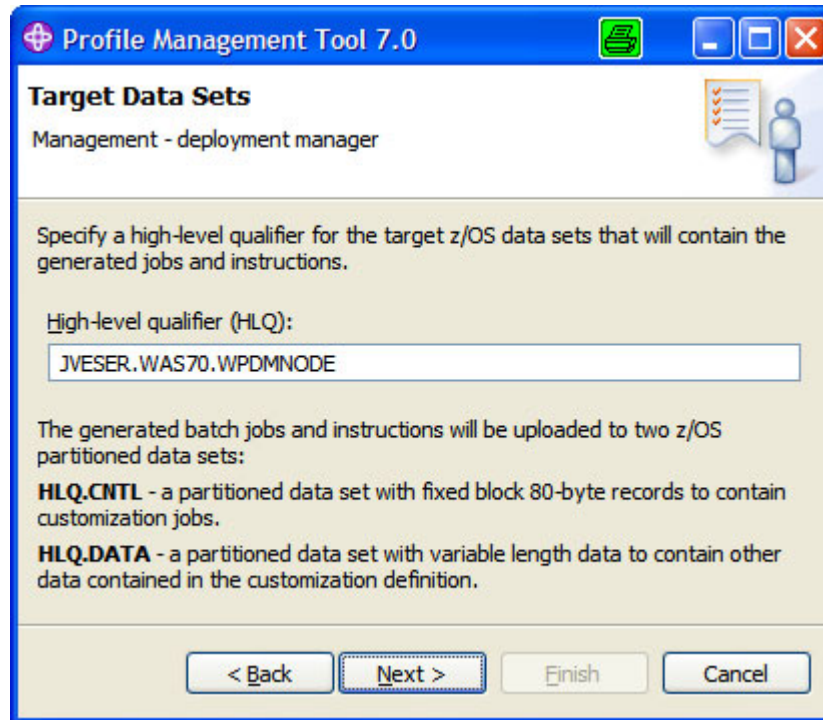 Profile Management Tool 7.0
Target Data Sets
Management - deployment manager
Specify a high-level qualifier for the target z/OS data sets that will contain the
generated jobs and instructions.
High-level qualifier (HLQ):
JVESER.WAS70.WPDMNODE
The generated batch jobs and instructions will be uploaded to two z/OS
partitioned data sets:
HLQ.CNTL - a partitioned data set with fixed block 80-byte records to contain
customization jobs.
HLQ.DATA - a partitioned data set with variable length data to contain other
data contained in the customization definition.
< Back Next > Finish Cancel